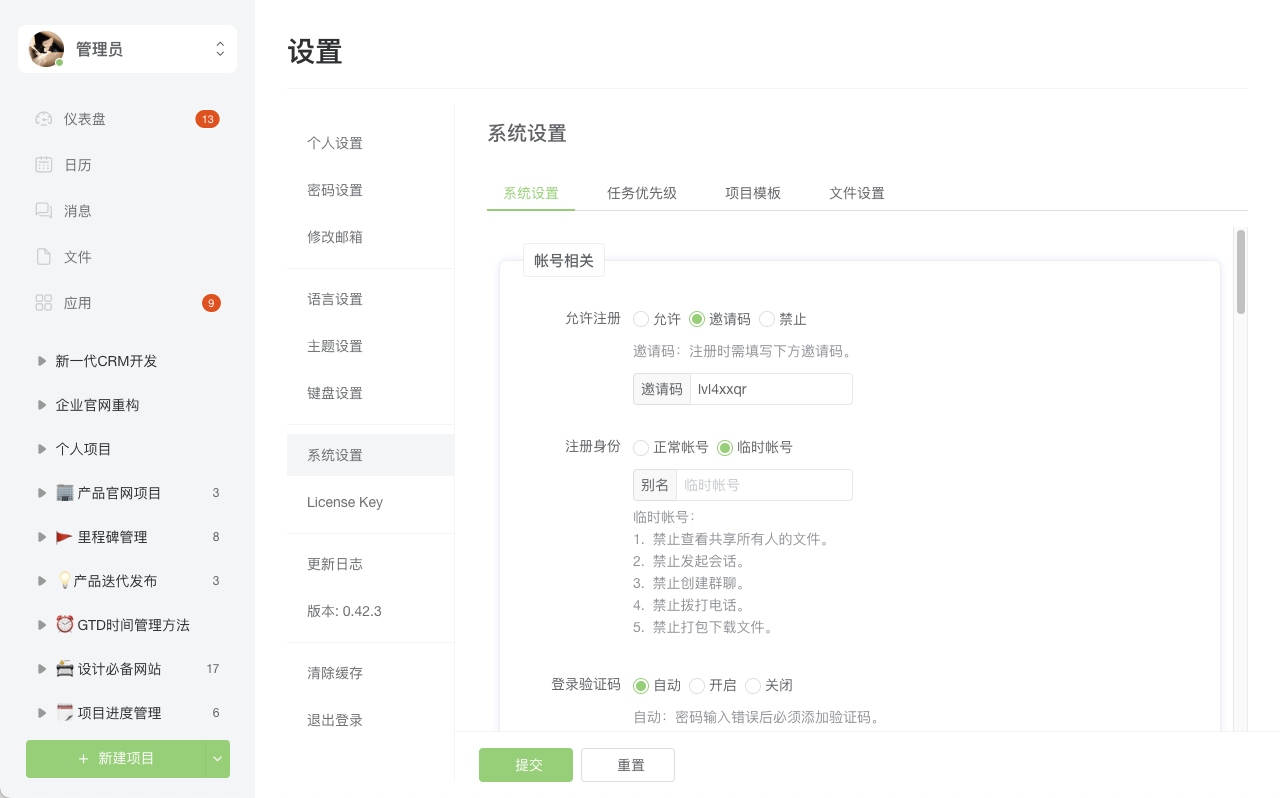 管理员
仪表盘 13
日历
消息
文件
应用 9
新一代CRM开发
企业官网重构
个人项目
产品官网项目 3
里程碑管理 8
产品迭代发布 3
GTD时间管理方法
设计必备网站 17
项目进度管理 6
+ 新建项目
设置
个人设置
密码设置
修改邮箱
语言设置
主题设置
键盘设置
系统设置
License Key
更新日志
版本: 0.42.3
清除缓存
退出登录
系统设置
系统设置 任务优先级 项目模板 文件设置
帐号相关
允许注册 允许 邀请码 禁止
邀请码：注册时需填写下方邀请码。
邀请码 lvl4xxqr
注册身份 正常帐号 临时帐号
别名 临时帐号
临时帐号：
1. 禁止查看共享所有人的文件。
2. 禁止发起会话。
3. 禁止创建群聊。
4. 禁止拨打电话。
5. 禁止打包下载文件。
登录验证码 自动 开启 关闭
自动：密码输入错误后必须添加验证码。
提交 重置